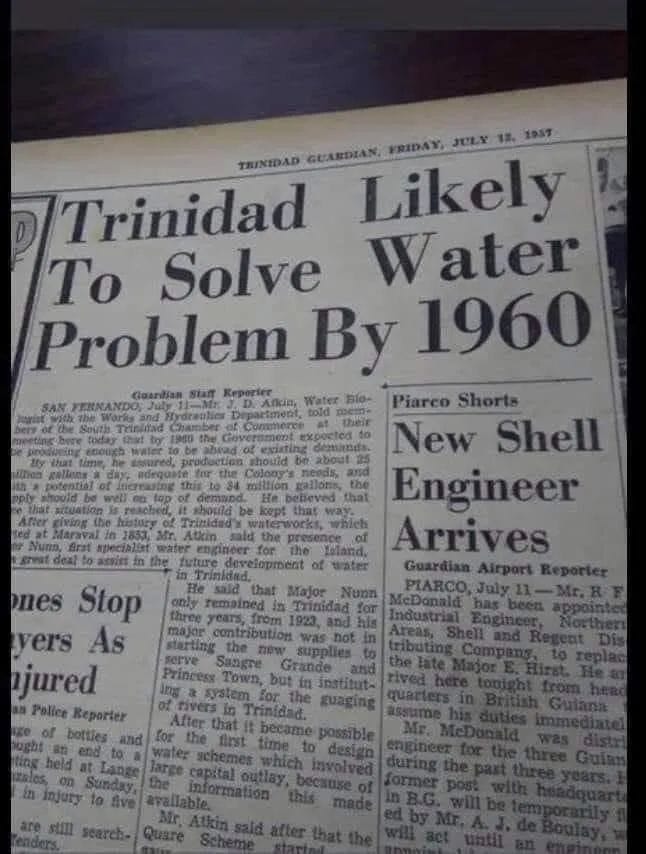 TRINIDAD GUARDIAN, FRIDAY, JULY 12, 1957
Trinidad Likely
To Solve Water
Problem By 1960
Guardian Staff Reporter
SAN FERNANDO, July 11—Mr. J. D. Atkin, Water Bio-
logist with the Works and Hydraulics Department, told mem-
bers of the South Trinidad Chamber of Commerce at their
meeting here today that by 1960 the Government expected to
be producing enough water to be ahead of existing demands.
By that time, he assured, production should be about 25
million gallons a day, adequate for the Colony's needs, and
with a potential of increasing this to 34 million gallons, the
supply should be well on top of demand. He believed that
that situation is reached, it should be kept that way.
After giving the history of Trinidad's waterworks, which
ted at Maraval in 1853, Mr. Atkin said the presence of
or Nunn, first specialist water engineer for the Island,
a great deal to assist in the future development of water
in Trinidad.
He said that Major Nunn
only remained in Trinidad for
three years, from 1923, and his
major contribution was not in
starting the new supplies to
serve Sangre Grande and
Princess Town, but in institut-
ing a system for the guaging
of rivers in Trinidad.
After that it became possible
for the first time to design
water schemes which involved
large capital outlay, because of
the information this made
available.
Mr. Atkin said after that the
Quare Scheme started
Piarco Shorts
New Shell
Engineer
Arrives
Guardian Airport Reporter
PIARCO, July 11 — Mr. R F
McDonald has been appointed
Industrial Engineer, Northern
Areas, Shell and Regent Dis-
tributing Company, to replac
the late Major E. Hirst. He ar
rived here tonight from head
quarters in British Guiana
assume his duties immediatel
Mr. McDonald was distri
engineer for the three Guian
during the past three years. H
former post with headquart
in B.G. will be temporarily fi
ed by Mr. A. J. de Boulay, w
will act until an engineer
ones Stop
yers As
njured
an Police Reporter
age of bottles and
ought an end to a
eting held at Lange
nzales, on Sunday,
in injury to five
are still search-
fenders.